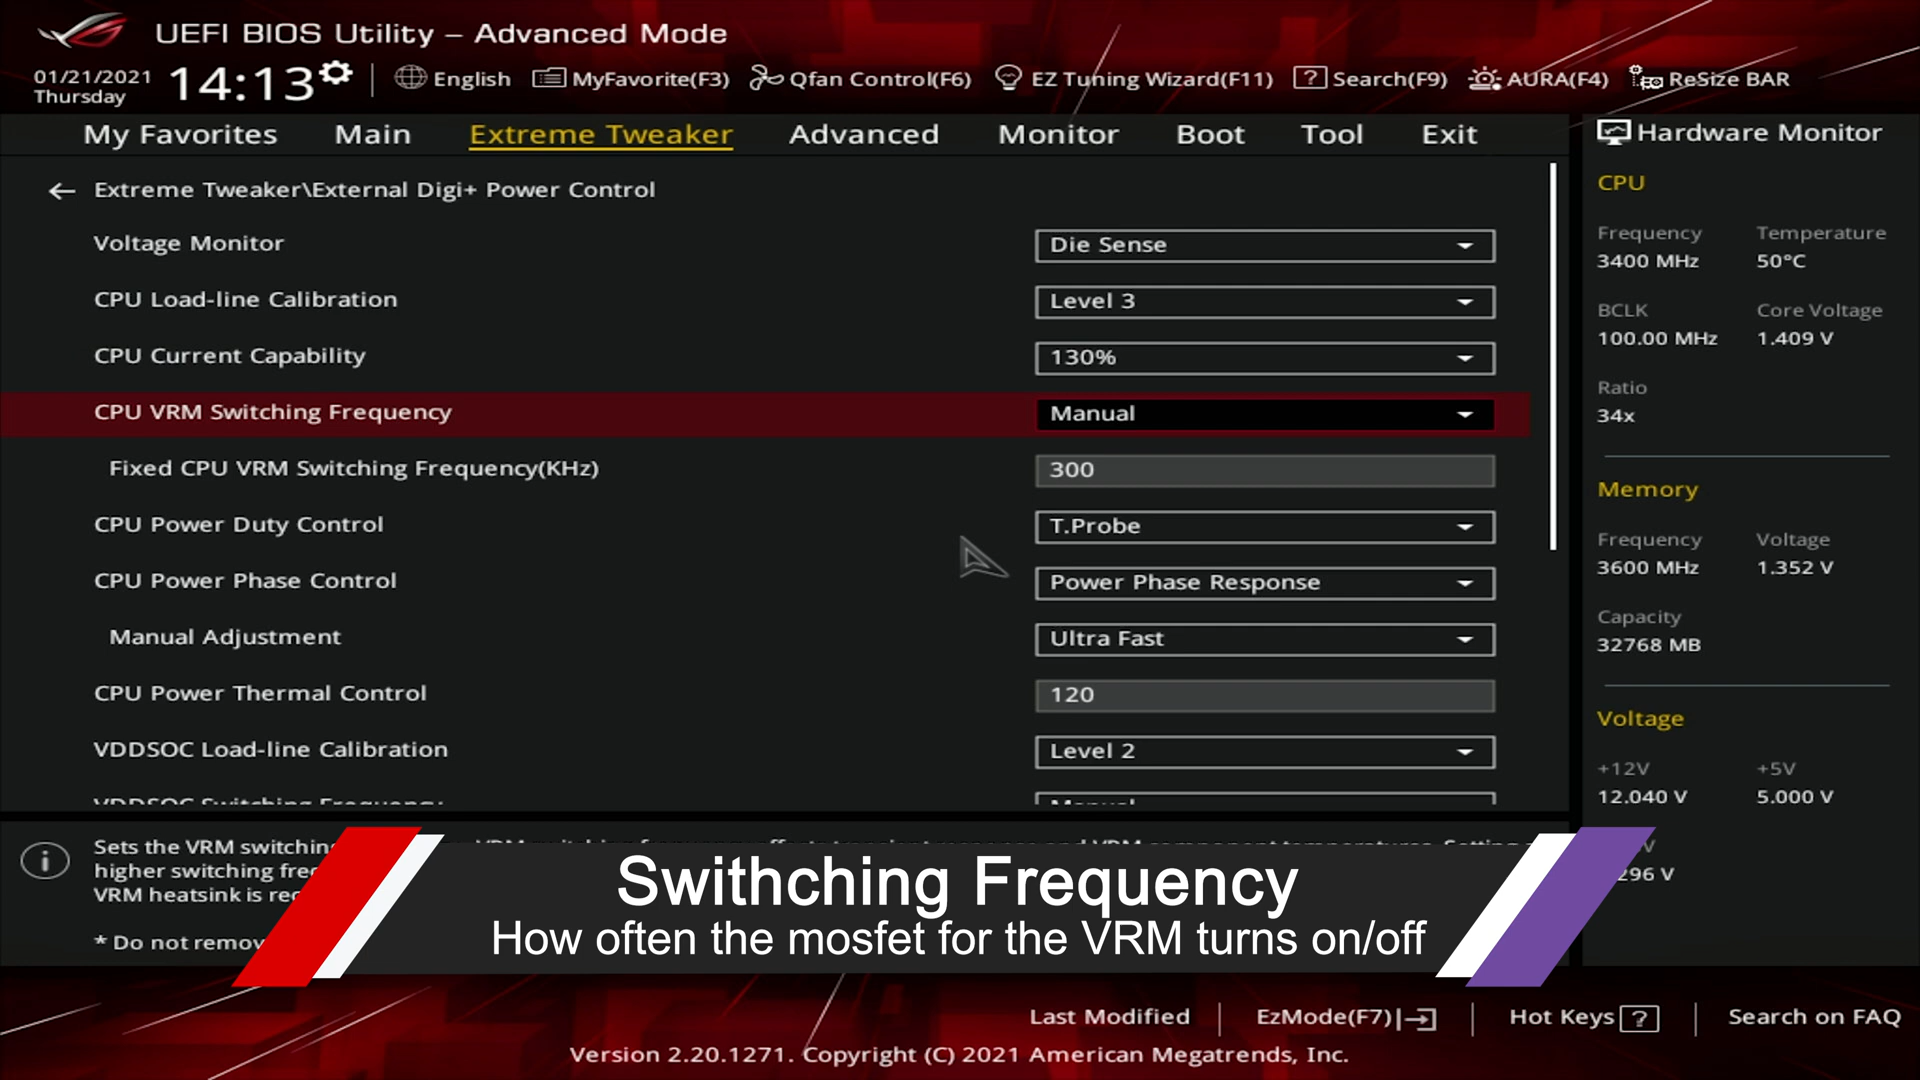 UEFI BIOS Utility – Advanced Mode
01/21/2021
Thursday
14:13
English
MyFavorite(F3)
Qfan Control(F6)
EZ Tuning Wizard(F11)
Search(F9)
AURA(F4)
ReSize BAR
My Favorites
Main
Extreme Tweaker
Advanced
Monitor
Boot
Tool
Exit
Extreme Tweaker\External Digi+ Power Control
Voltage Monitor
Die Sense
CPU Load-line Calibration
Level 3
CPU Current Capability
130%
CPU VRM Switching Frequency
Manual
Fixed CPU VRM Switching Frequency(KHz)
300
CPU Power Duty Control
T.Probe
CPU Power Phase Control
Power Phase Response
Manual Adjustment
Ultra Fast
CPU Power Thermal Control
120
VDDSOC Load-line Calibration
Level 2
VDDSOC Switching Frequency
Manual
Hardware Monitor
CPU
Frequency Temperature
3400 MHz 50°C
BCLK Core Voltage
100.00 MHz 1.409 V
Ratio
34x
Memory
Frequency Voltage
3600 MHz 1.352 V
Capacity
32768 MB
Voltage
+12V +5V
12.040 V 5.000 V
296 V
Sets the VRM switching
higher switching
VRM heatsink is
* Do not
Swithching Frequency
How often the mosfet for the VRM turns on/off
Last Modified
EzMode(F7)
Hot Keys ?
Search on FAQ
Version 2.20.1271. Copyright (C) 2021 American Megatrends, Inc.